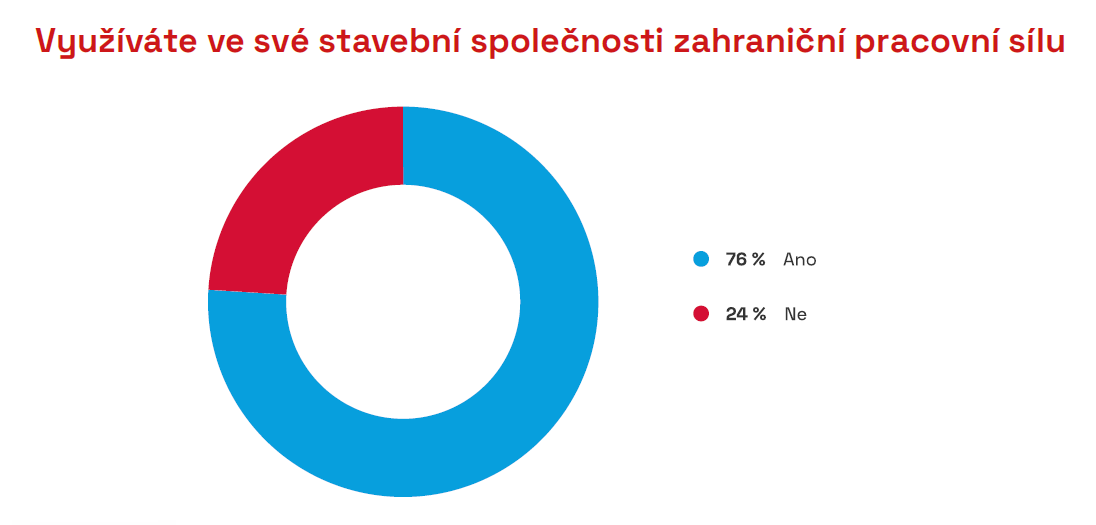 Využíváte ve své stavební společnosti zahraniční pracovní sílu
76 % Ano
24 % Ne